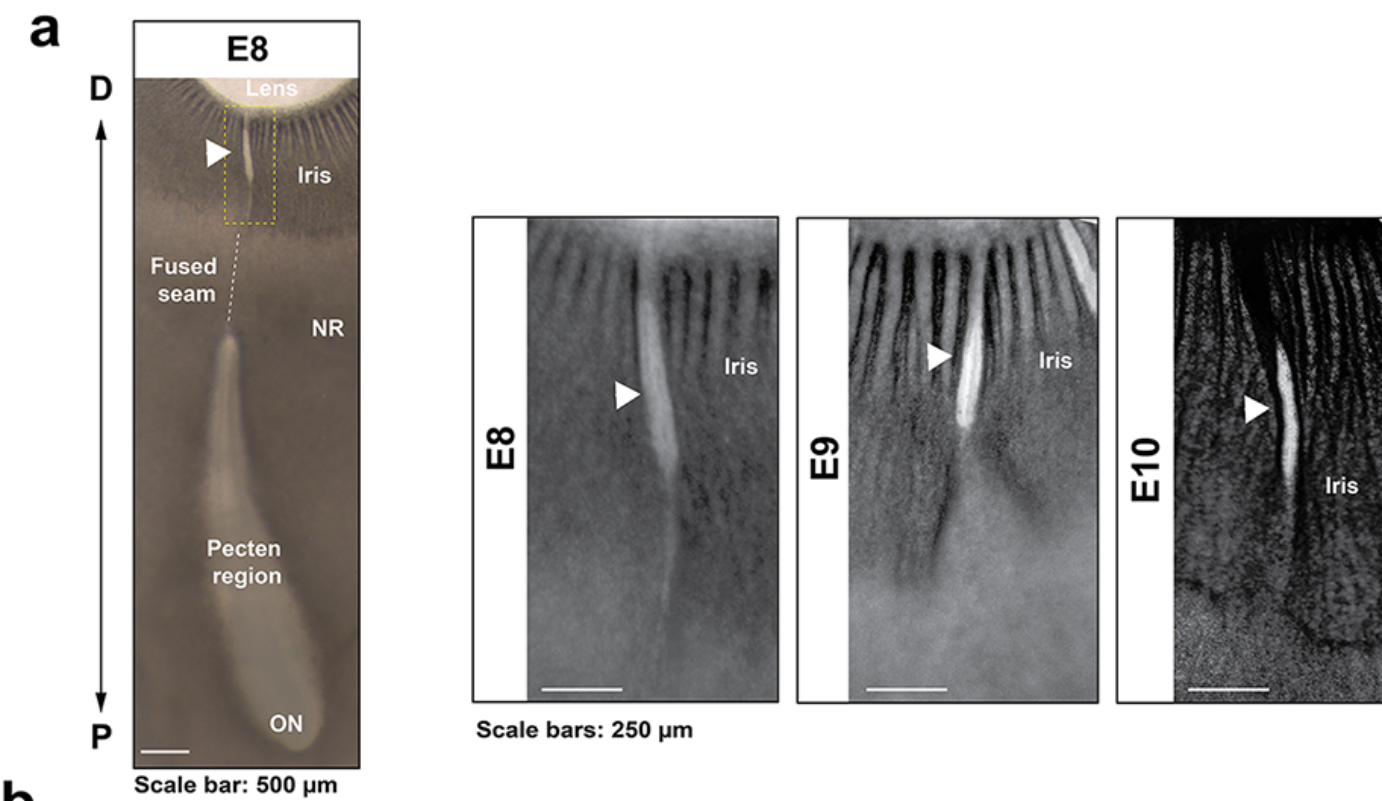 a
E8
D
Lens
Iris
Fused
seam
NR
Pecten
region
ON
P
Scale bar: 500 µm
E8
Iris
E9
Iris
E10
Iris
Scale bars: 250 µm
b